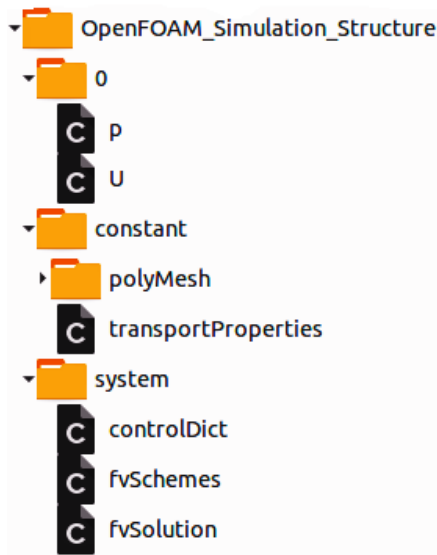 OpenFOAM_Simulation_Structure
0
C p
C U
constant
polyMesh
C transportProperties
system
C controlDict
C fvSchemes
C fvSolution